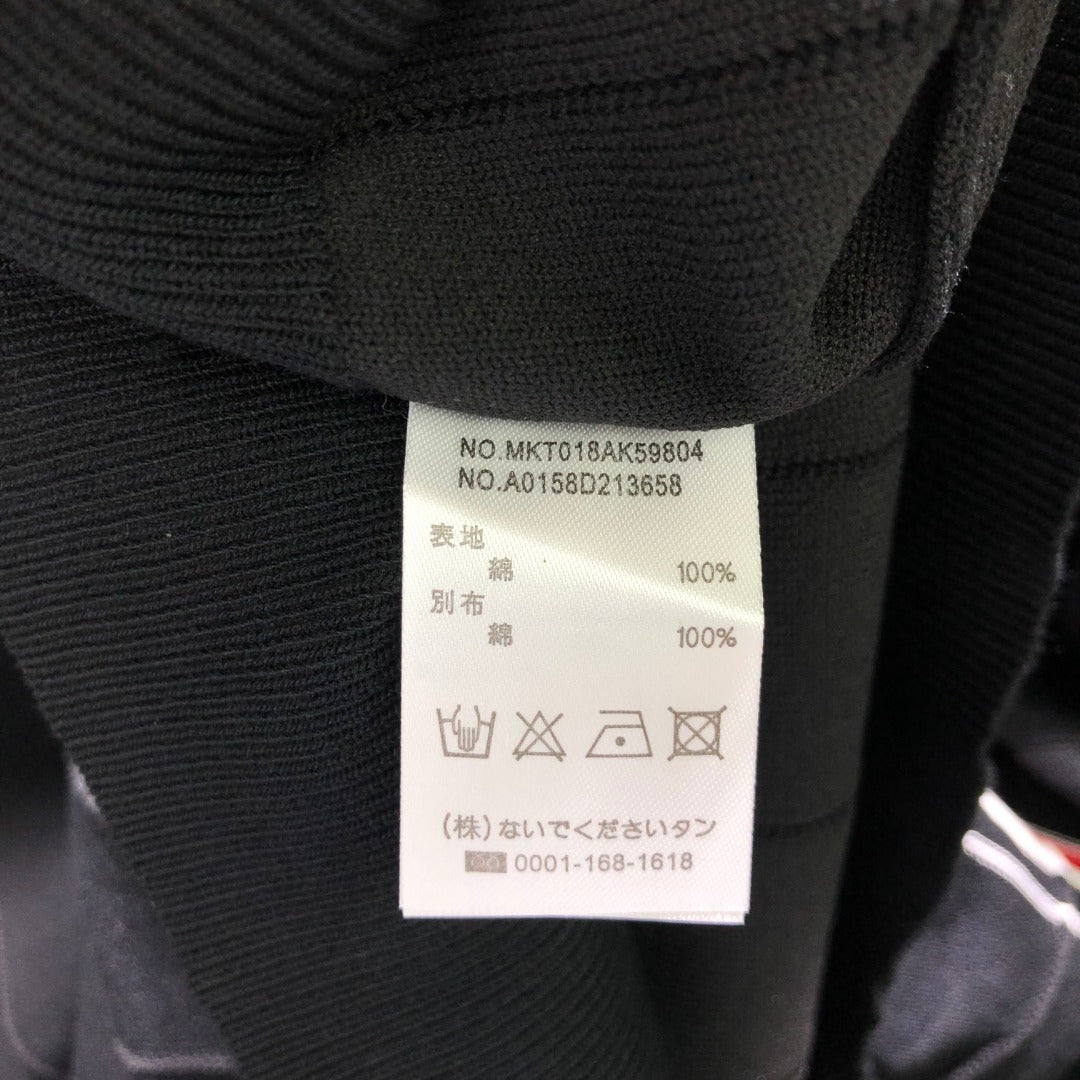 NO.MKT018AK59804
NO.A0158D213658
表地
綿 100%
別布
綿 100%
(株)ないでくださいタン
0001-168-1618